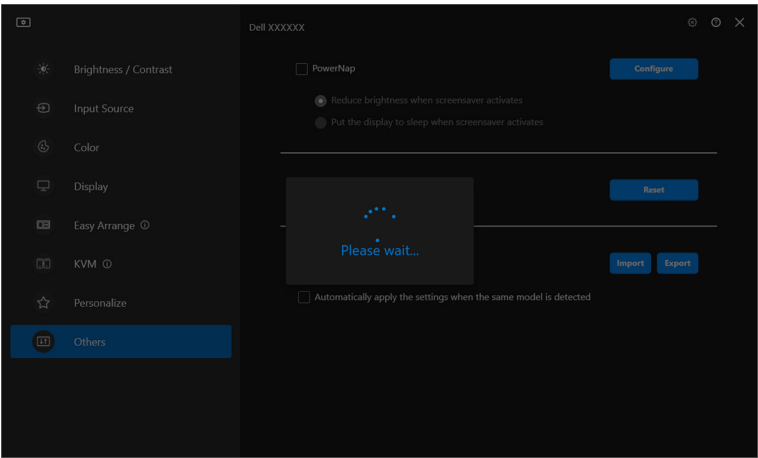 Dell XXXXXX
Brightness / Contrast
Input Source
Color
Display
Easy Arrange
KVM
Personalize
Others
PowerNap
Configure
Reduce brightness when screensaver activates
Put the display to sleep when screensaver activates
Reset
Please wait...
Import Export
Automatically apply the settings when the same model is detected